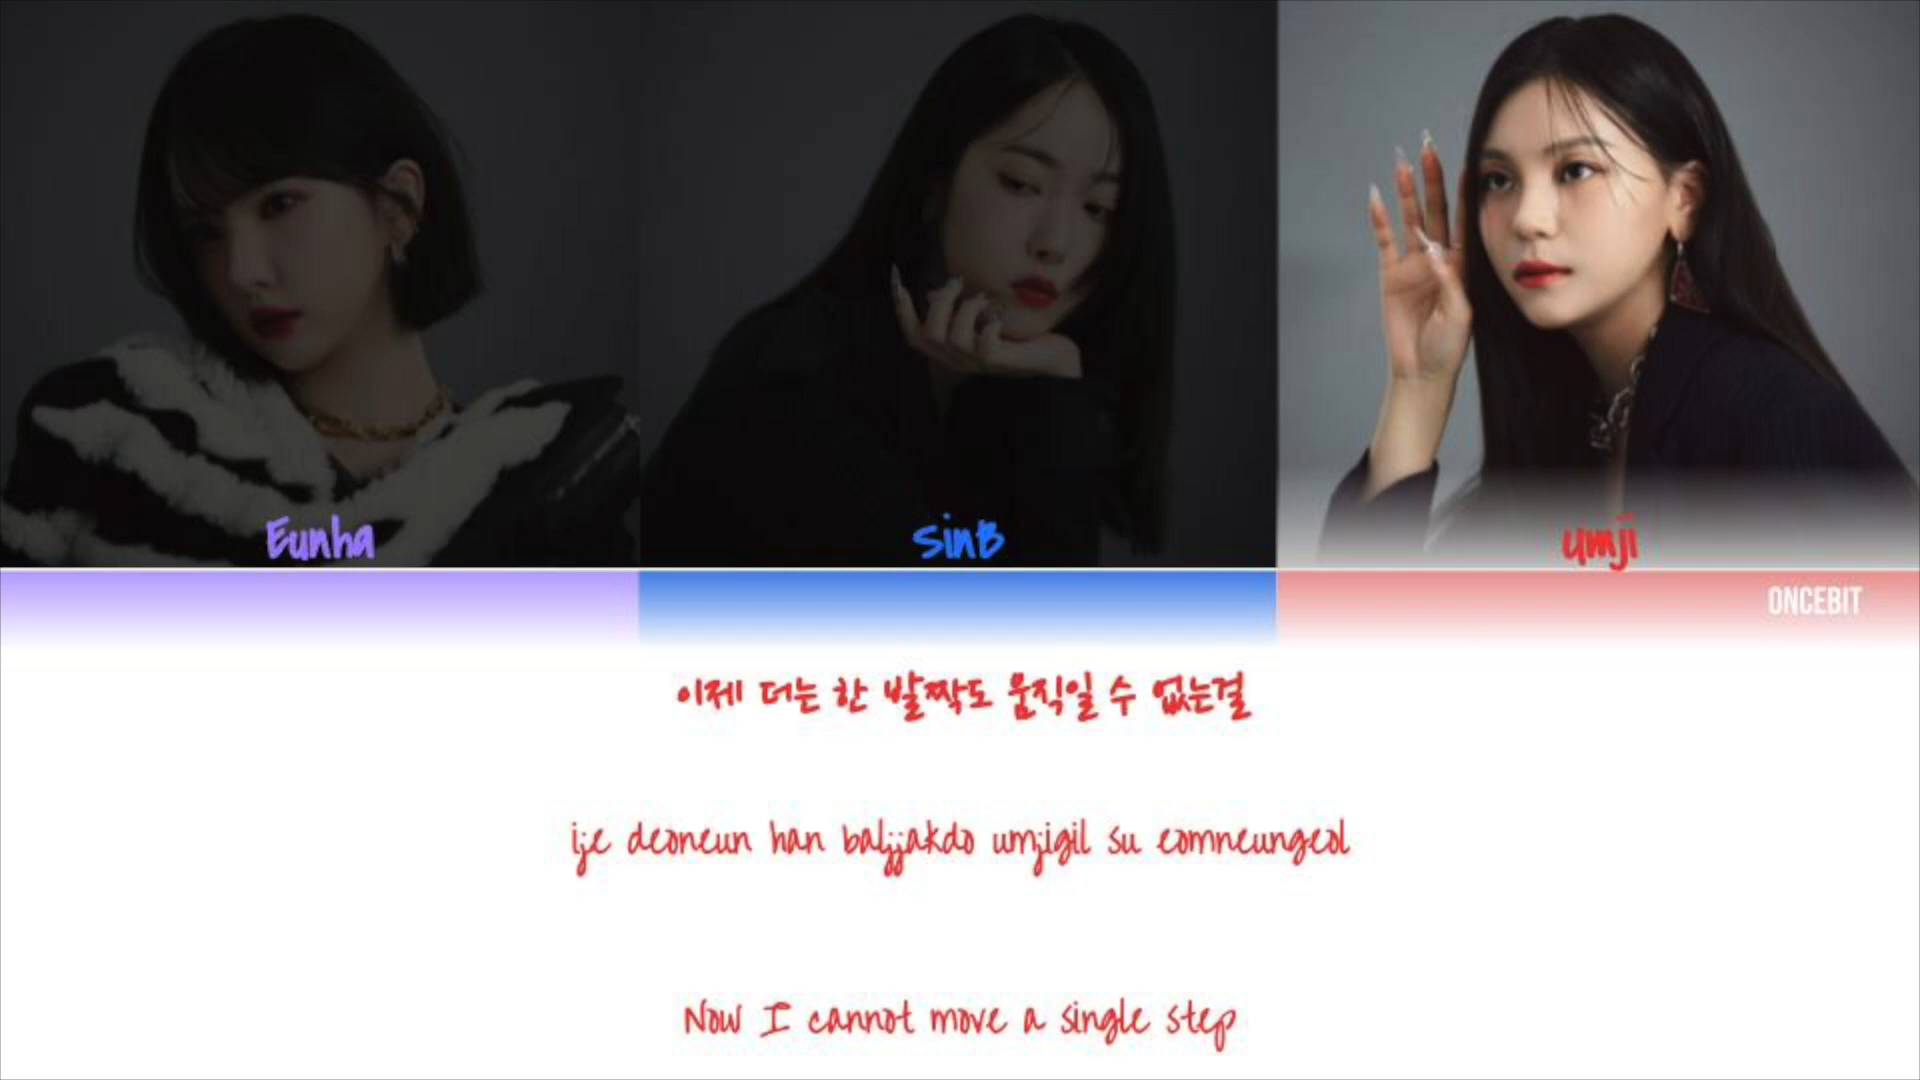 Eunha
SinB
umji
ONCEBIT
이제 더는 한 발짝도 움직일 수 없는걸
ije deoneun han baljjakdo umjigil su eomneungeol
Now I cannot move a single step